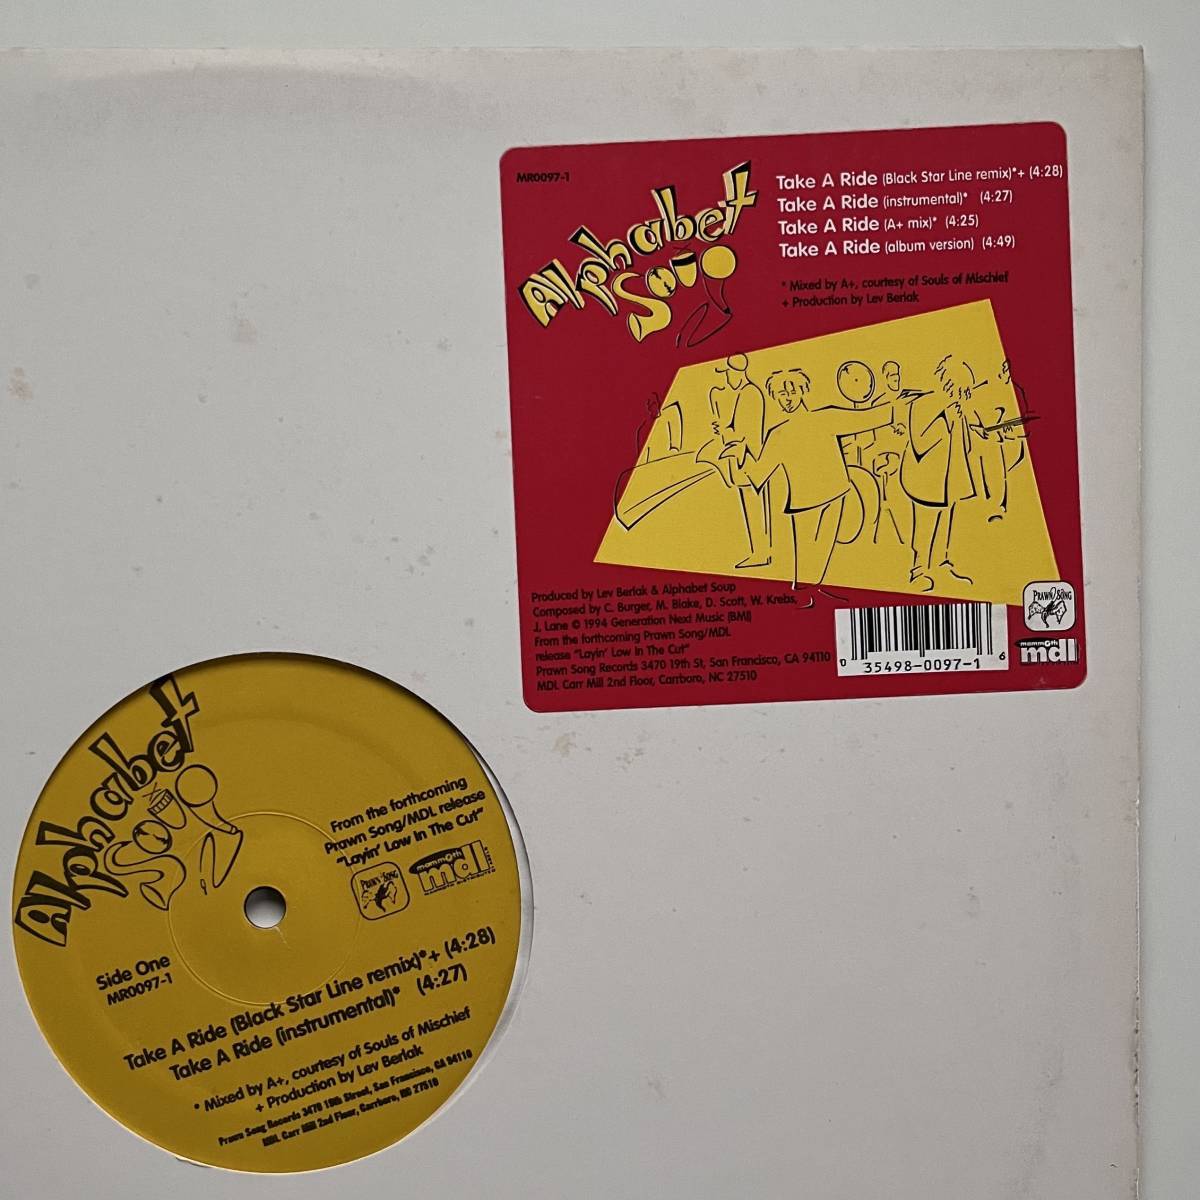 MR0097-1
Alphabet
Soup
Take A Ride (Black Star Line remix)*+ (4:28)
Take A Ride (instrumental)* (4:27)
Take A Ride (A+ mix)* (4:25)
Take A Ride (album version) (4:49)
* Mixed by A+, courtesy of Souls of Mischief
+ Production by Lev Berlak
Produced by Lev Berlak & Alphabet Soup
Composed by C. Burger, M. Blake, D. Scott, W. Krebs,
J. Lane © 1994 Generation Next Music (BMI)
From the forthcoming Prawn Song/MDL
release "Layin' Low In The Cut"
Prawn Song Records 3470 19th St, San Francisco, CA 94110
MDL Carr Mill 2nd Floor, Carrboro, NC 27510
PRAWN SONG
mammoth
mdl
0 35498-0097-1 6
Alphabet
Soup
From the forthcoming
Prawn Song/MDL release
"Layin' Low In The Cut"
PRAWN SONG
mammoth
mdl
Side One
MR0097-1
Take A Ride (Black Star Line remix)*+ (4:28)
Take A Ride (instrumental)* (4:27)
* Mixed by A+, courtesy of Souls of Mischief
+ Production by Lev Berlak
Prawn Song Records 3470 19th Street, San Francisco, CA 94110
MDL Carr Mill 2nd Floor, Carrboro, NC 27510